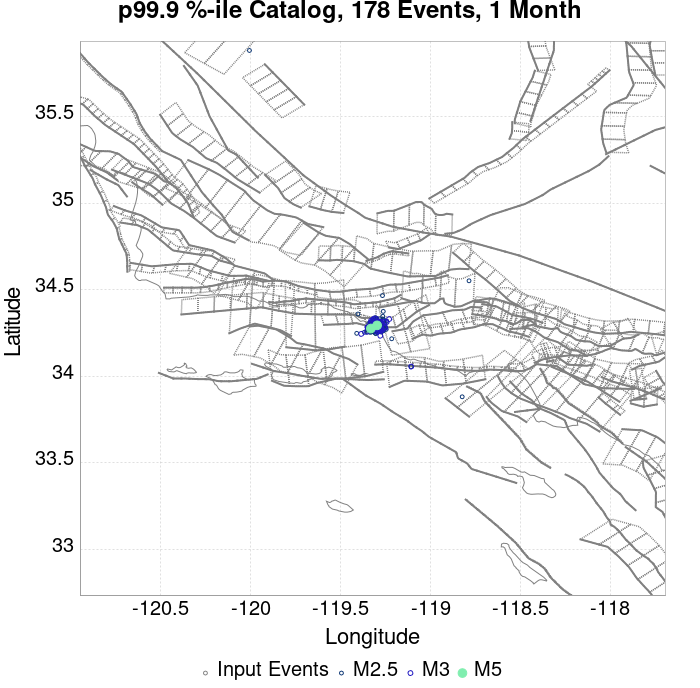 p99.9 %-ile Catalog, 178 Events, 1 Month
35.5
35
34.5
34
33.5
33
Latitude
-120.5 -120 -119.5 -119 -118.5 -118
Longitude
Input Events M2.5 M3 M5